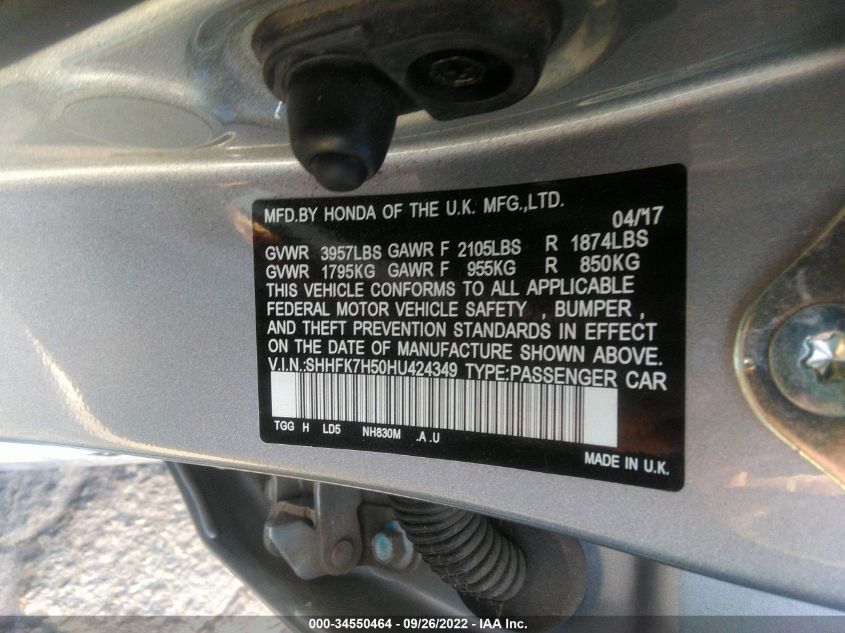 MFD.BY HONDA OF THE U.K. MFG.,LTD. 04/17
GVWR 3957LBS GAWR F 2105LBS R 1874LBS
GVWR 1795KG GAWR F 955KG R 850KG
THIS VEHICLE CONFORMS TO ALL APPLICABLE
FEDERAL MOTOR VEHICLE SAFETY , BUMPER ,
AND THEFT PREVENTION STANDARDS IN EFFECT
ON THE DATE OF MANUFACTURE SHOWN ABOVE.
V.I.N.:SHHFK7H50HU424349 TYPE:PASSENGER CAR
TGG H LD5 NH830M .A .U
MADE IN U.K.
000-34550464 - 09/26/2022 - IAA Inc.